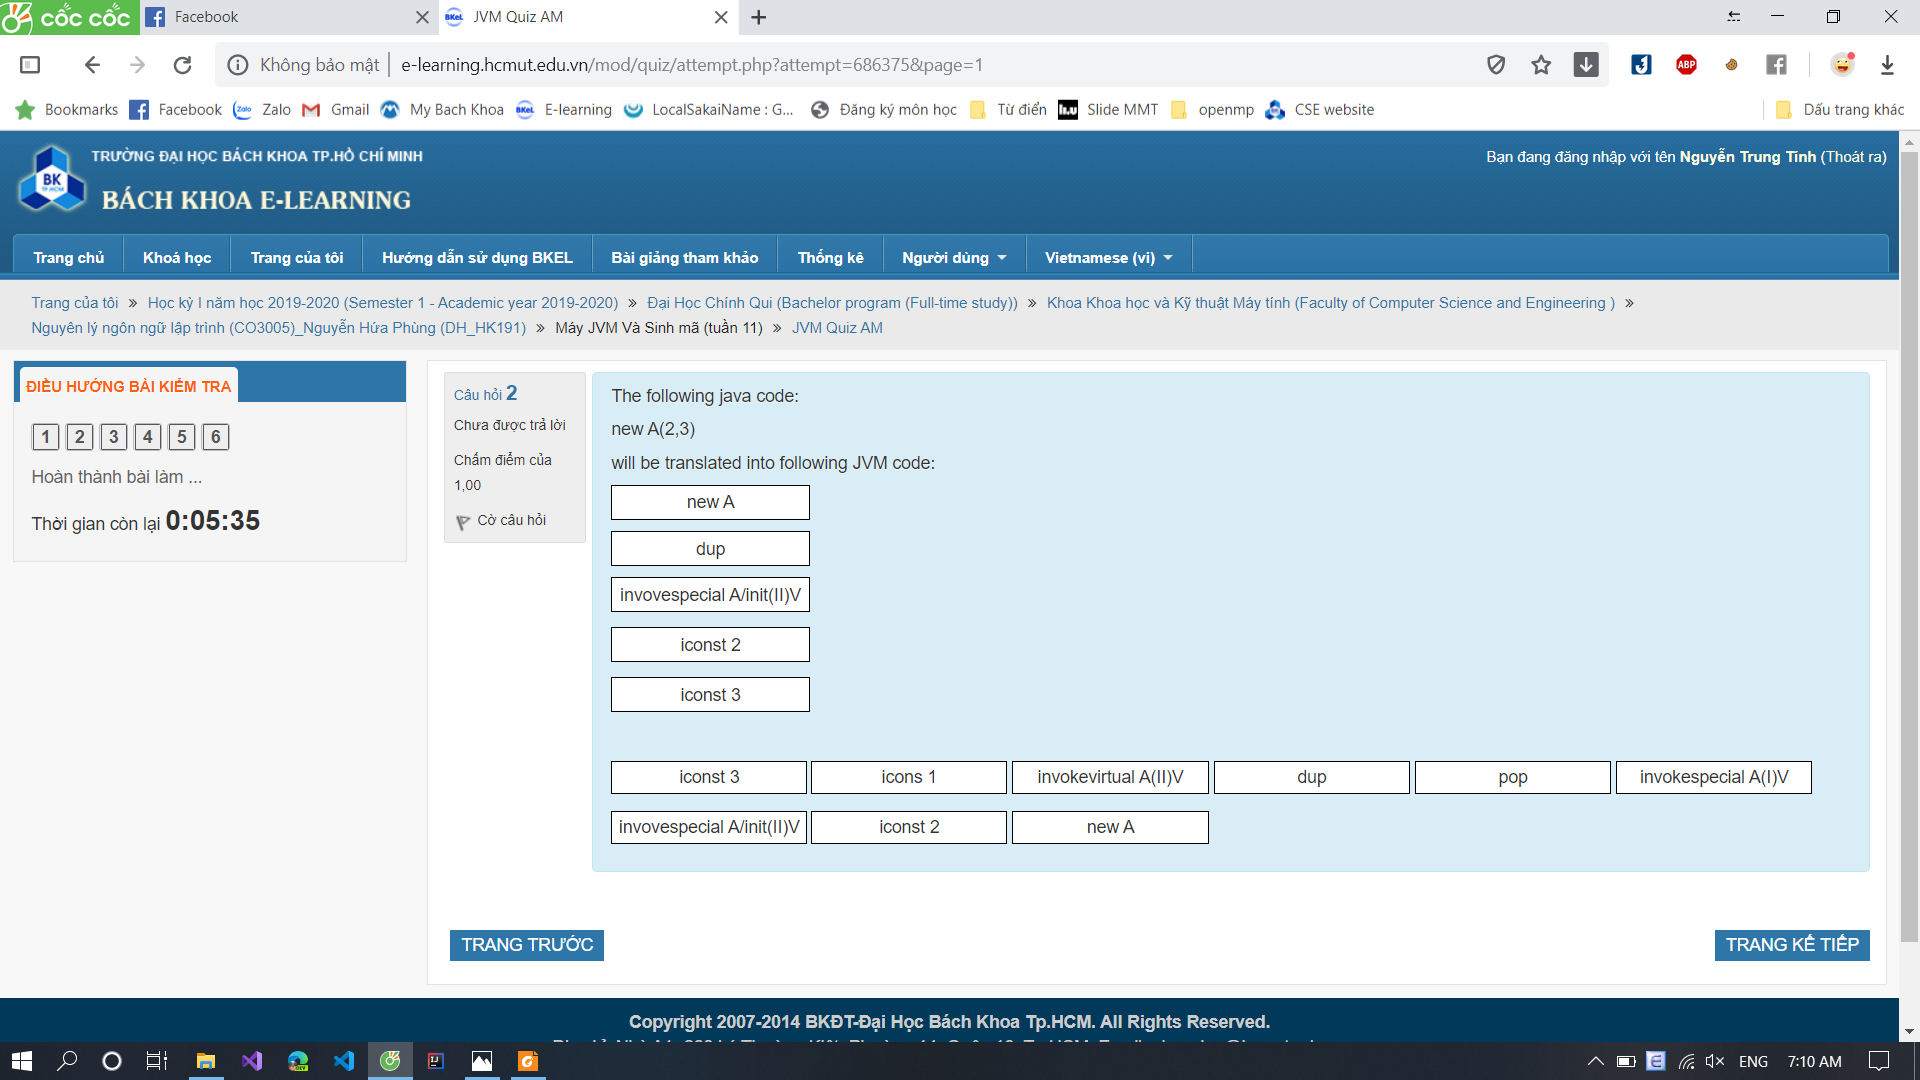 cốc cốc
Facebook
JVM Quiz AM
Không bảo mật
e-learning.hcmut.edu.vn/mod/quiz/attempt.php?attempt=686375&page=1
ABP
Bookmarks Facebook Zalo Gmail My Bach Khoa E-learning LocalSakaiName : G... Đăng ký môn học Từ điển Slide MMT openmp CSE website Dấu trang khác
TRƯỜNG ĐẠI HỌC BÁCH KHOA TP.HỒ CHÍ MINH
BK
TP.HCM
BÁCH KHOA E-LEARNING
Bạn đang đăng nhập với tên Nguyễn Trung Tính (Thoát ra)
Trang chủ Khoá học Trang của tôi Hướng dẫn sử dụng BKEL Bài giảng tham khảo Thống kê Người dùng Vietnamese (vi)
Trang của tôi » Học kỳ I năm học 2019-2020 (Semester 1 - Academic year 2019-2020) » Đại Học Chính Qui (Bachelor program (Full-time study)) » Khoa Khoa học và Kỹ thuật Máy tính (Faculty of Computer Science and Engineering ) »
Nguyên lý ngôn ngữ lập trình (CO3005)_Nguyễn Hứa Phùng (DH_HK191) » Máy JVM Và Sinh mã (tuần 11) » JVM Quiz AM
ĐIỀU HƯỚNG BÀI KIỂM TRA
1 2 3 4 5 6
Hoàn thành bài làm ...
Thời gian còn lại 0:05:35
Câu hỏi 2
Chưa được trả lời
Chấm điểm của
1,00
Cờ câu hỏi
The following java code:
new A(2,3)
will be translated into following JVM code:
new A
dup
invovespecial A/init(II)V
iconst 2
iconst 3
iconst 3 icons 1 invokevirtual A(II)V dup pop invokespecial A(I)V
invovespecial A/init(II)V iconst 2 new A
TRANG TRƯỚC
TRANG KẾ TIẾP
Copyright 2007-2014 BKĐT-Đại Học Bách Khoa Tp.HCM. All Rights Reserved.
ENG
7:10 AM